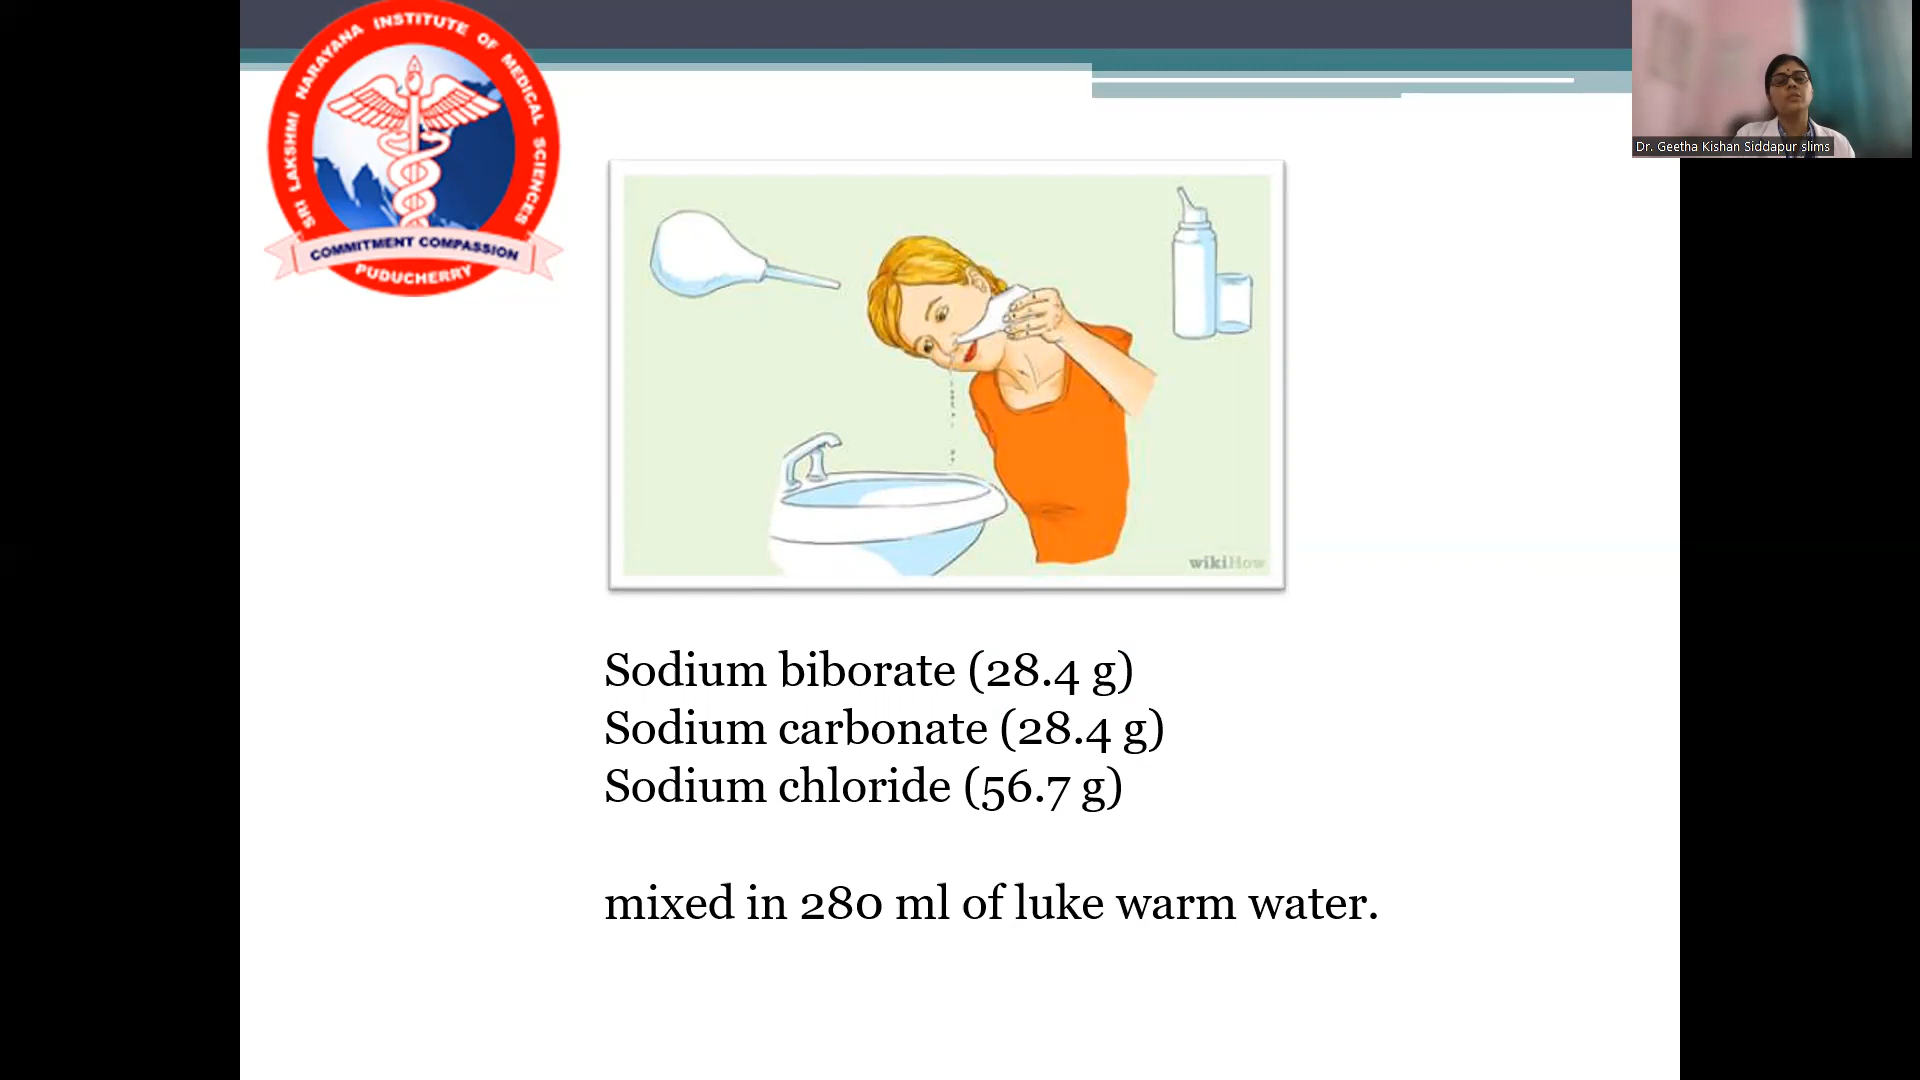 SRI LAKSHMI NARAYANA INSTITUTE OF MEDICAL SCIENCES
COMMITMENT COMPASSION
PUDUCHERRY
Dr. Geetha Kishan Siddapur slims
wikiHow
Sodium biborate (28.4 g)
Sodium carbonate (28.4 g)
Sodium chloride (56.7 g)
mixed in 280 ml of luke warm water.